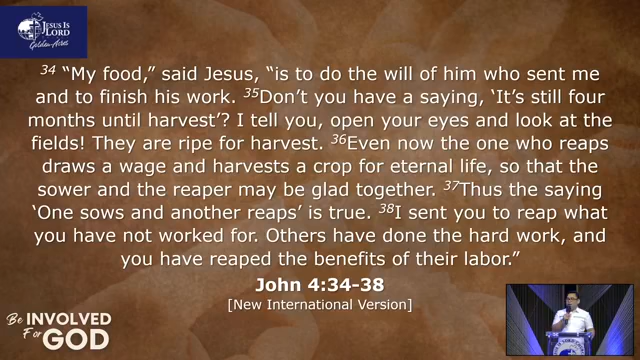 JESUS IS
LORD
Golden Acres
34 “My food,” said Jesus, “is to do the will of him who sent me
and to finish his work. 35Don’t you have a saying, ‘It’s still four
months until harvest’? I tell you, open your eyes and look at the
fields! They are ripe for harvest. 36Even now the one who reaps
draws a wage and harvests a crop for eternal life, so that the
sower and the reaper may be glad together. 37Thus the saying
‘One sows and another reaps’ is true. 38I sent you to reap what
you have not worked for. Others have done the hard work, and
you have reaped the benefits of their labor.”
John 4:34-38
[New International Version]
Be INVOLVED
For GOD